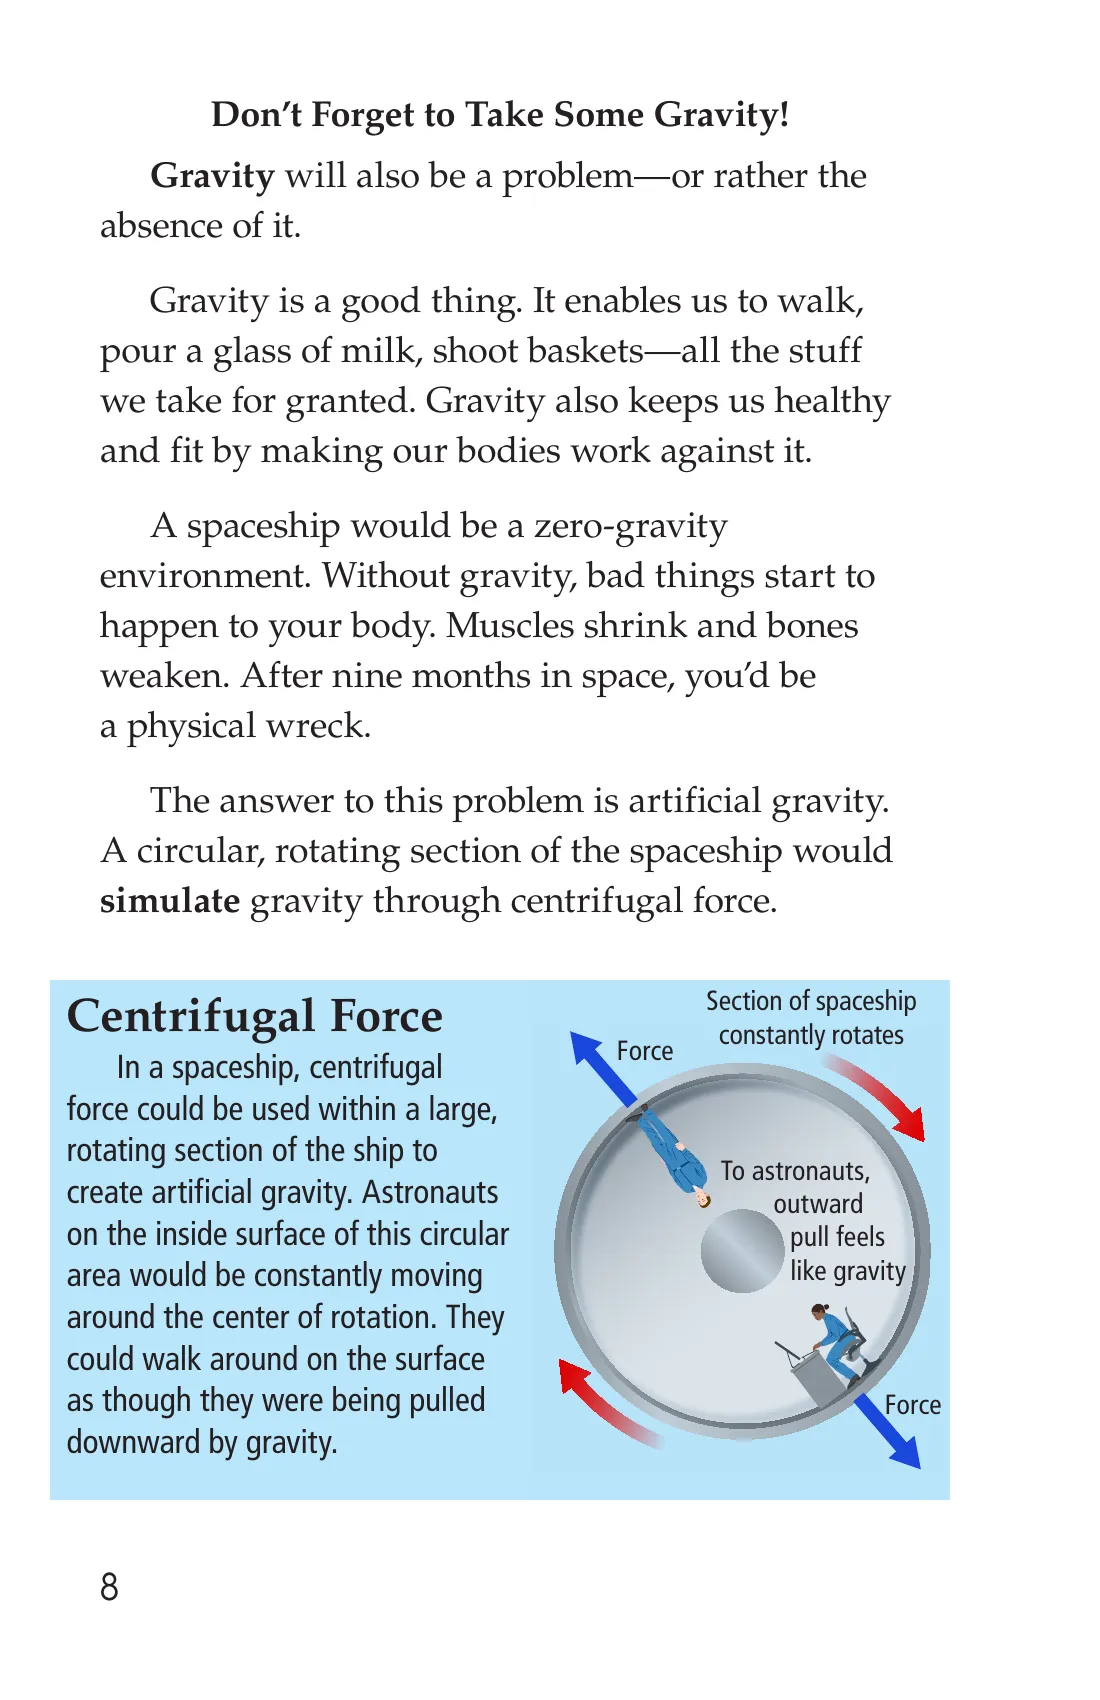 Don’t Forget to Take Some Gravity!
Gravity will also be a problem—or rather the
absence of it.
Gravity is a good thing. It enables us to walk,
pour a glass of milk, shoot baskets—all the stuff
we take for granted. Gravity also keeps us healthy
and fit by making our bodies work against it.
A spaceship would be a zero-gravity
environment. Without gravity, bad things start to
happen to your body. Muscles shrink and bones
weaken. After nine months in space, you’d be
a physical wreck.
The answer to this problem is artificial gravity.
A circular, rotating section of the spaceship would
simulate gravity through centrifugal force.
Centrifugal Force
In a spaceship, centrifugal
force could be used within a large,
rotating section of the ship to
create artificial gravity. Astronauts
on the inside surface of this circular
area would be constantly moving
around the center of rotation. They
could walk around on the surface
as though they were being pulled
downward by gravity.
Section of spaceship
constantly rotates
Force
To astronauts,
outward
pull feels
like gravity
Force
8